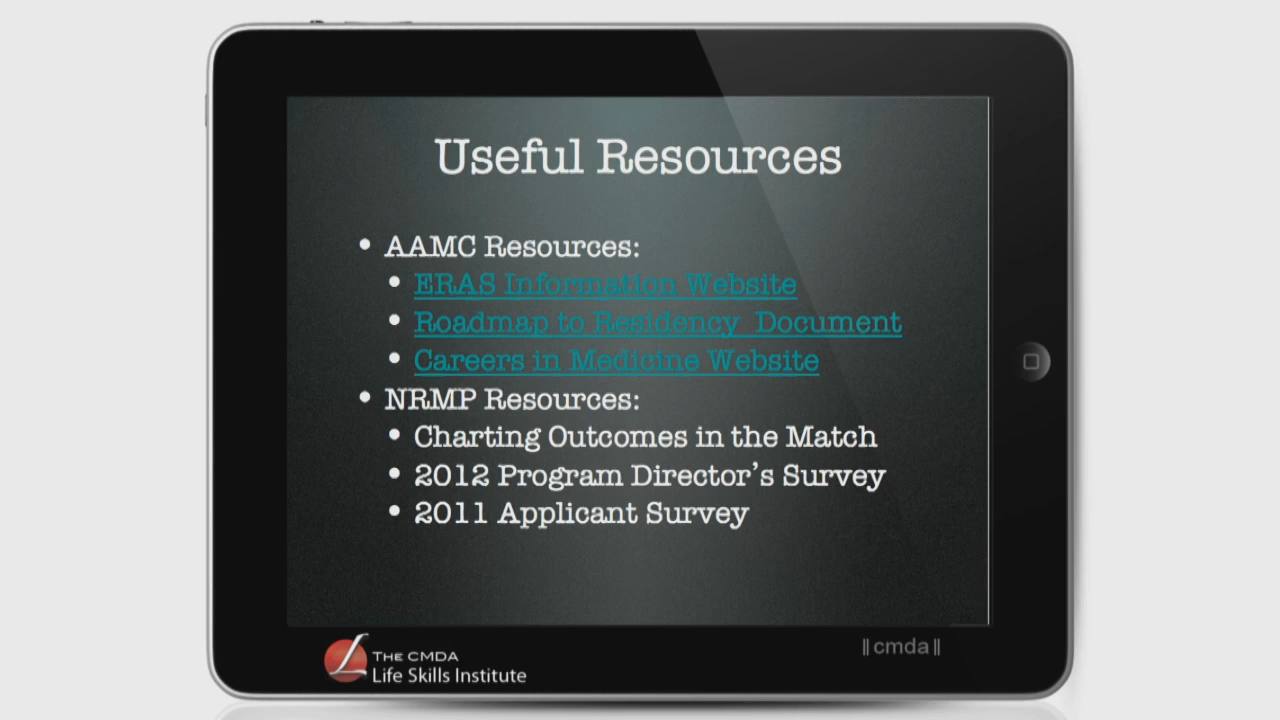 Useful Resources
• AAMC Resources:
• ERAS Information Website
• Roadmap to Residency Document
• Careers in Medicine Website
• NRMP Resources:
• Charting Outcomes in the Match
• 2012 Program Director's Survey
• 2011 Applicant Survey
THE CMDA
Life Skills Institute
||cmda||